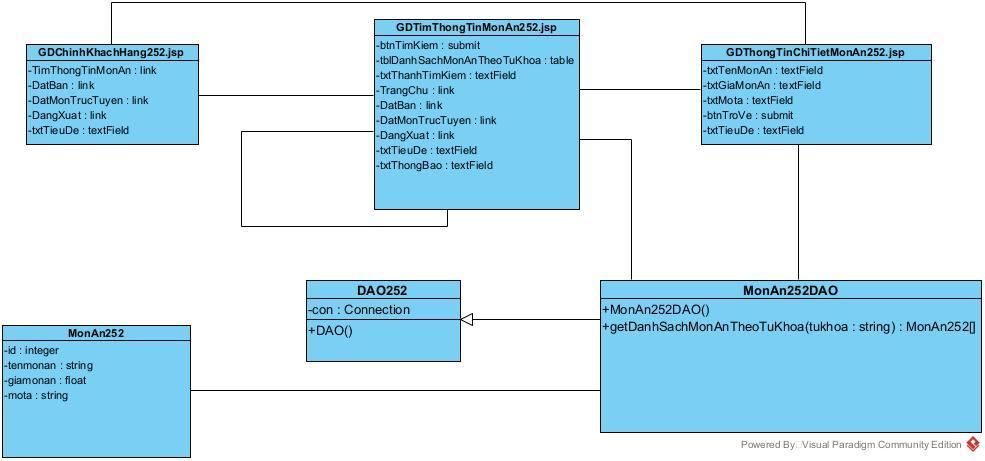 GDChinhKhachHang252.jsp
-TimThongTinMonAn : link
-DatBan : link
-DatMonTrucTuyen : link
-DangXuat : link
-txtTieuDe : textField
GDTimThongTinMonAn252.jsp
-btnTimKiem : submit
-tblDanhSachMonAnTheoTuKhoa : table
-txtThanhTimKiem : textField
-TrangChu : link
-DatBan : link
-DatMonTrucTuyen : link
-DangXuat : link
-txtTieuDe : textField
-txtThongBao : textField
GDThongTinChiTietMonAn252.jsp
-txtTenMonAn : textField
-txtGiaMonAn : textField
-txtMota : textField
-btnTroVe : submit
-txtTieuDe : textField
DAO252
-con : Connection
+DAO()
MonAn252DAO
+MonAn252DAO()
+getDanhSachMonAnTheoTuKhoa(tukhoa : string) : MonAn252[]
MonAn252
-id : integer
-tenmonan : string
-giamonan : float
-mota : string
Powered By Visual Paradigm Community Edition